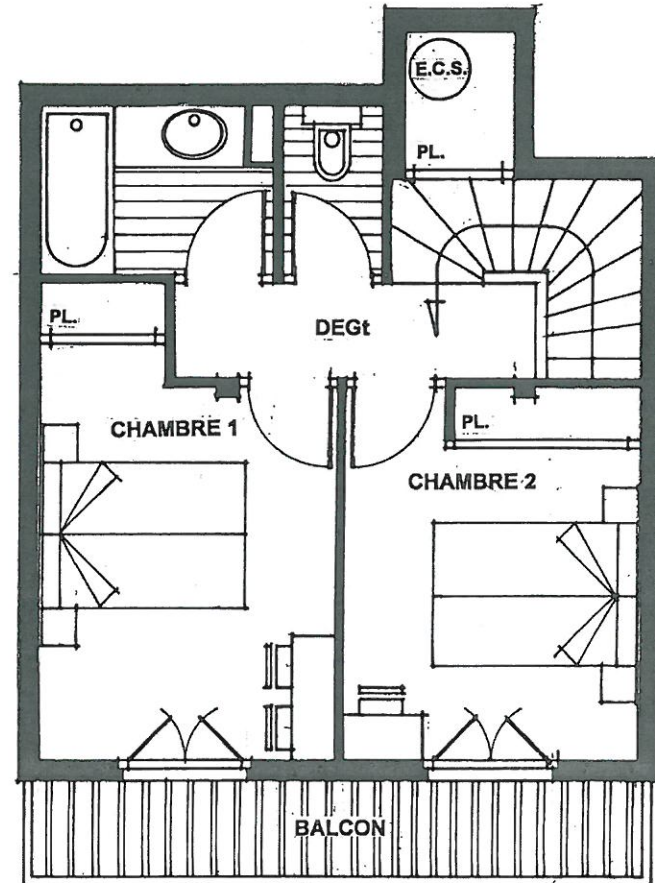 E.C.S.
PL.
DEGt
PL.
CHAMBRE 1
PL.
CHAMBRE 2
BALCON